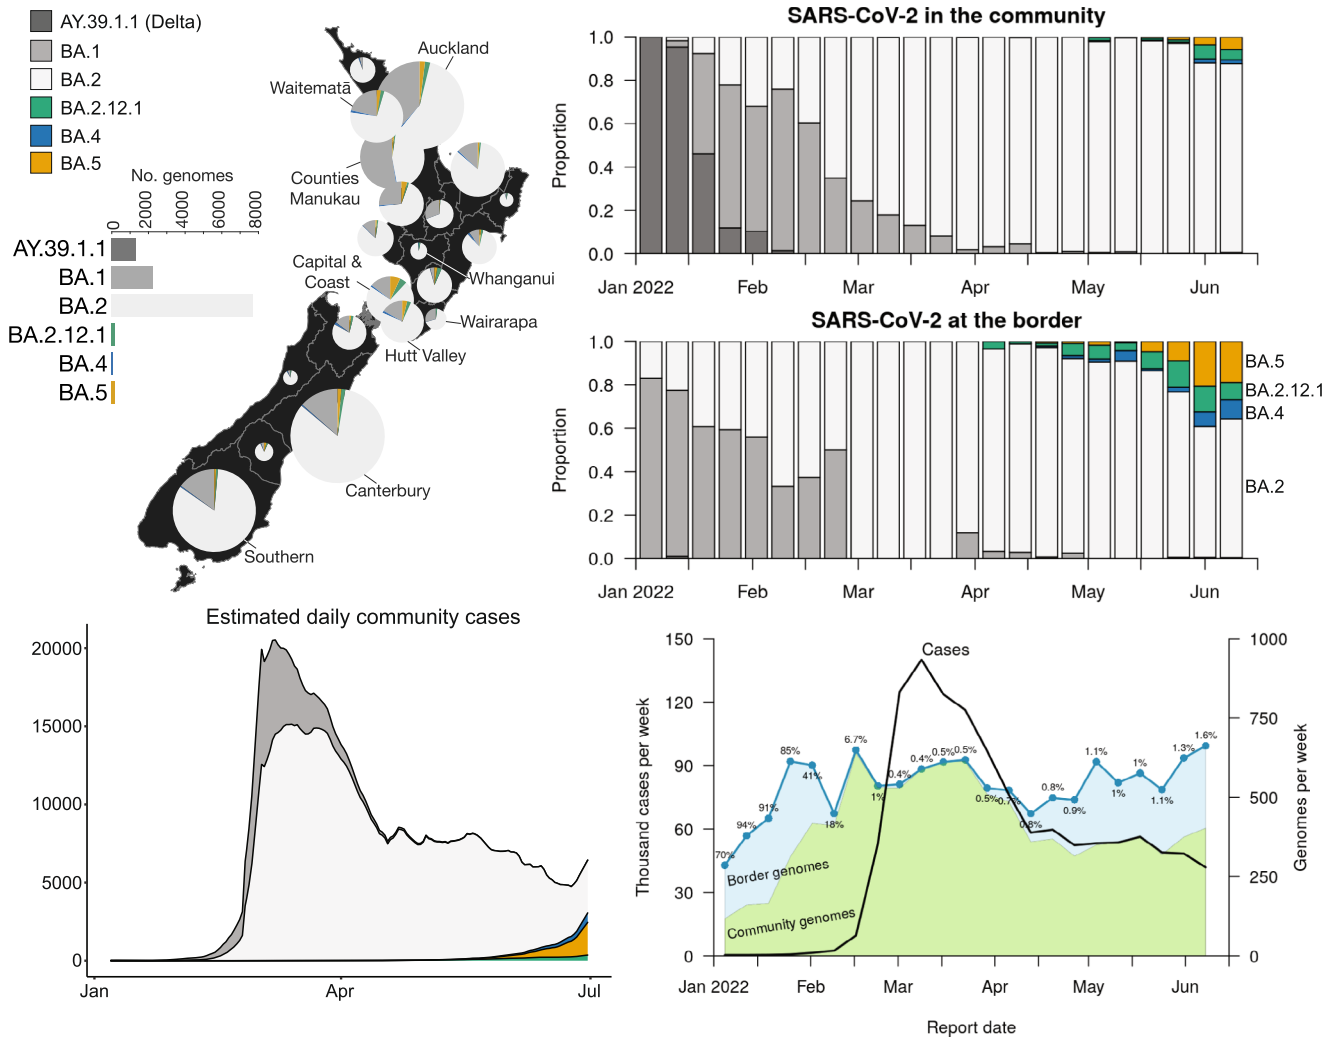 AY.39.1.1 (Delta)
BA.1
BA.2
BA.2.12.1
BA.4
BA.5
No. genomes
0
2000
4000
6000
8000
AY.39.1.1
BA.1
BA.2
BA.2.12.1
BA.4
BA.5
Auckland
Waitematā
Counties
Manukau
Capital &
Coast
Whanganui
Wairarapa
Hutt Valley
Canterbury
Southern
SARS-CoV-2 in the community
Proportion
1.0
0.8
0.6
0.4
0.2
0.0
Jan 2022
Feb
Mar
Apr
May
Jun
SARS-CoV-2 at the border
Proportion
1.0
0.8
0.6
0.4
0.2
0.0
BA.5
BA.2.12.1
BA.4
BA.2
Jan 2022
Feb
Mar
Apr
May
Jun
Estimated daily community cases
20000
15000
10000
5000
0
Jan
Apr
Jul
Thousand cases per week
150
120
90
60
30
0
Cases
70%
94%
91%
85%
41%
18%
6.7%
1%
0.4%
0.4%
0.5%
0.5%
0.5%
0.7%
0.8%
0.8%
0.9%
1.1%
1%
1%
1.1%
1.3%
1.6%
Border genomes
Community genomes
1000
750
500
250
0
Genomes per week
Jan 2022
Feb
Mar
Apr
May
Jun
Report date